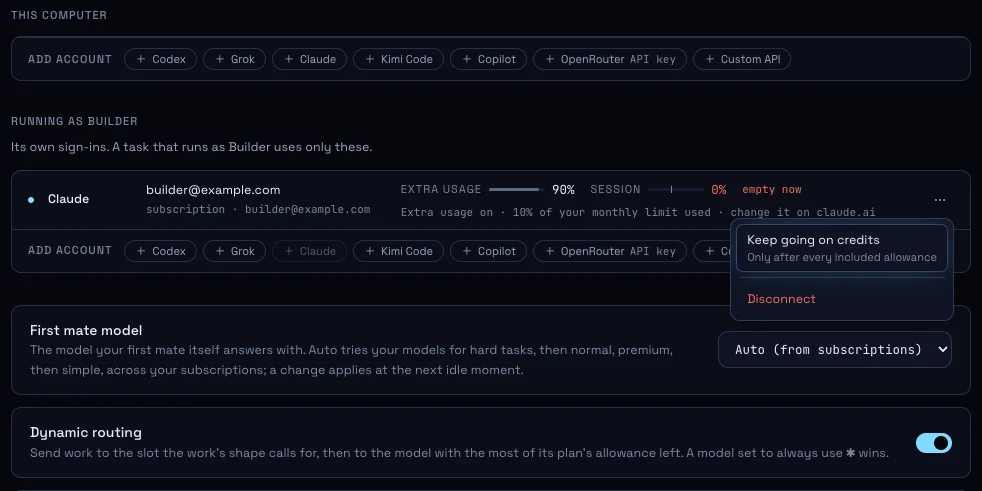 THIS COMPUTER
ADD ACCOUNT + Codex + Grok + Claude + Kimi Code + Copilot + OpenRouter API key + Custom API
RUNNING AS BUILDER
Its own sign-ins. A task that runs as Builder uses only these.
Claude
builder@example.com
subscription · builder@example.com
EXTRA USAGE 90% SESSION 0% empty now
Extra usage on · 10% of your monthly limit used · change it on claude.ai
...
ADD ACCOUNT + Codex + Grok + Claude + Kimi Code + Copilot + OpenRouter API key +
Keep going on credits
Only after every included allowance
Disconnect
First mate model
The model your first mate itself answers with. Auto tries your models for hard tasks, then normal, premium,
then simple, across your subscriptions; a change applies at the next idle moment.
Auto (from subscriptions)
Dynamic routing
Send work to the slot the work's shape calls for, then to the model with the most of its plan's allowance left. A model set to always use ✱ wins.